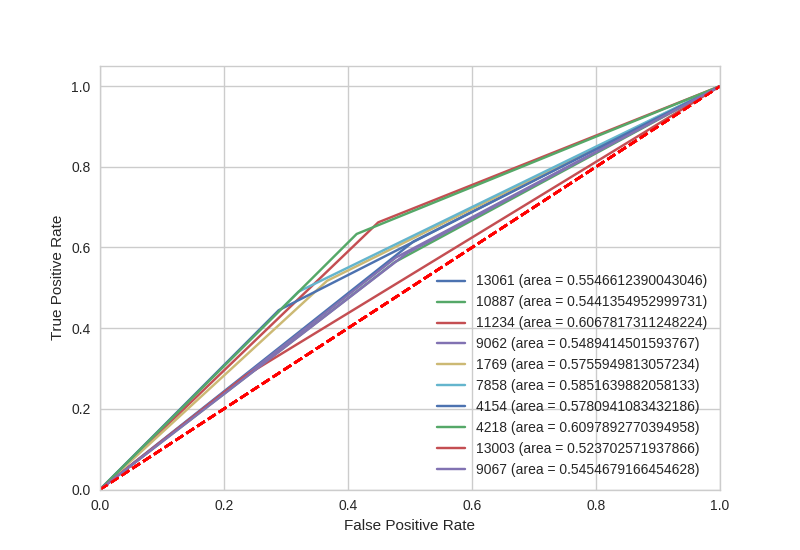 1.0
0.8
0.6
0.4
0.2
0.0
0.0 0.2 0.4 0.6 0.8 1.0
True Positive Rate
False Positive Rate
13061 (area = 0.5546612390043046)
10887 (area = 0.5441354952999731)
11234 (area = 0.6067817311248224)
9062 (area = 0.5489414501593767)
1769 (area = 0.5755949813057234)
7858 (area = 0.5851639882058133)
4154 (area = 0.5780941083432186)
4218 (area = 0.6097892770394958)
13003 (area = 0.523702571937866)
9067 (area = 0.5454679166454628)